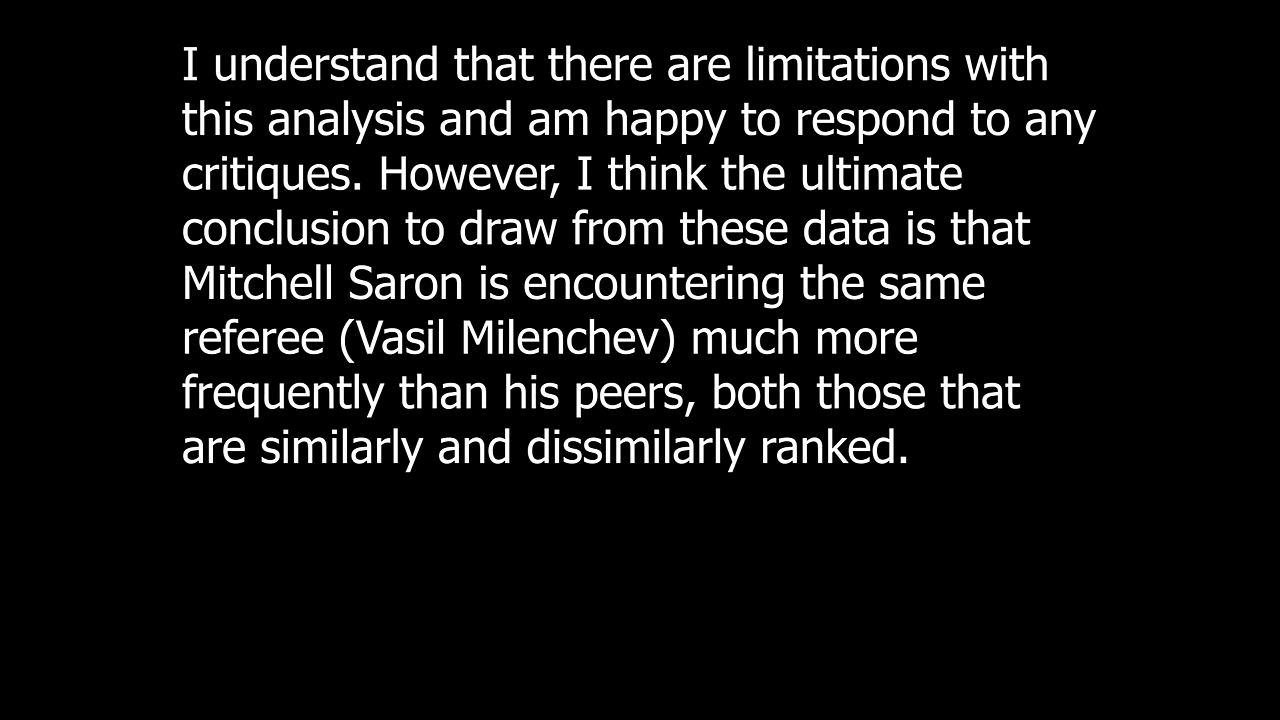 I understand that there are limitations with
this analysis and am happy to respond to any
critiques. However, I think the ultimate
conclusion to draw from these data is that
Mitchell Saron is encountering the same
referee (Vasil Milenchev) much more
frequently than his peers, both those that
are similarly and dissimilarly ranked.